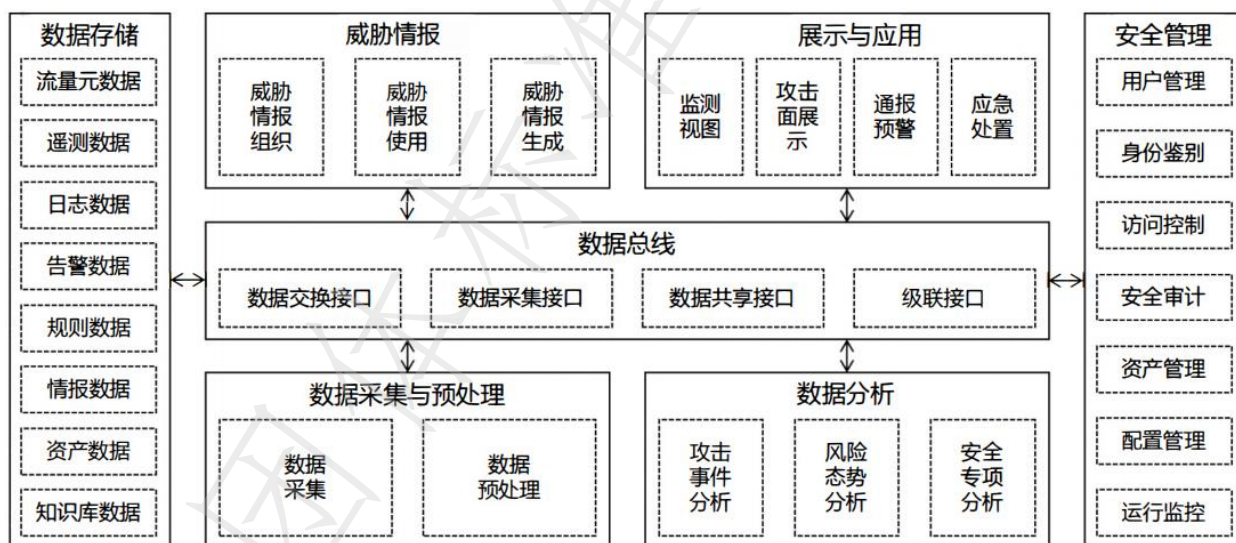 数据存储
流量元数据
遥测数据
日志数据
告警数据
规则数据
情报数据
资产数据
知识库数据
威胁情报
威胁
情报
组织
威胁
情报
使用
威胁
情报
生成
展示与应用
监测
视图
攻击
面展
示
通报
预警
应急
处置
数据总线
数据交换接口
数据采集接口
数据共享接口
级联接口
数据采集与预处理
数据
采集
数据
预处理
数据分析
攻击
事件
分析
风险
态势
分析
安全
专项
分析
安全管理
用户管理
身份鉴别
访问控制
安全审计
资产管理
配置管理
运行监控
团体标准